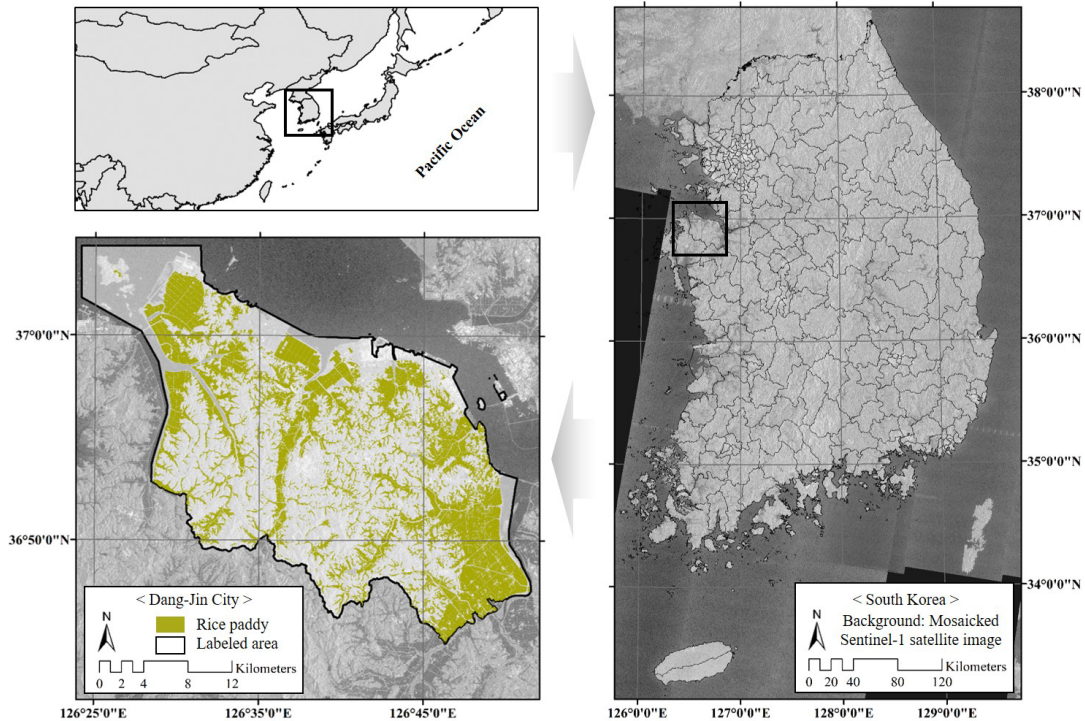 Pacific Ocean
38°0'0"N
37°0'0"N
36°0'0"N
35°0'0"N
34°0'0"N
< South Korea >
N
Background: Mosaicked
Sentinel-1 satellite image
Kilometers
0 20 40 80 120
126°0'0"E 127°0'0"E 128°0'0"E 129°0'0"E
37°0'0"N
36°50'0"N
< Dang-Jin City >
N
Rice paddy
Labeled area
Kilometers
0 2 4 8 12
126°25'0"E 126°35'0"E 126°45'0"E